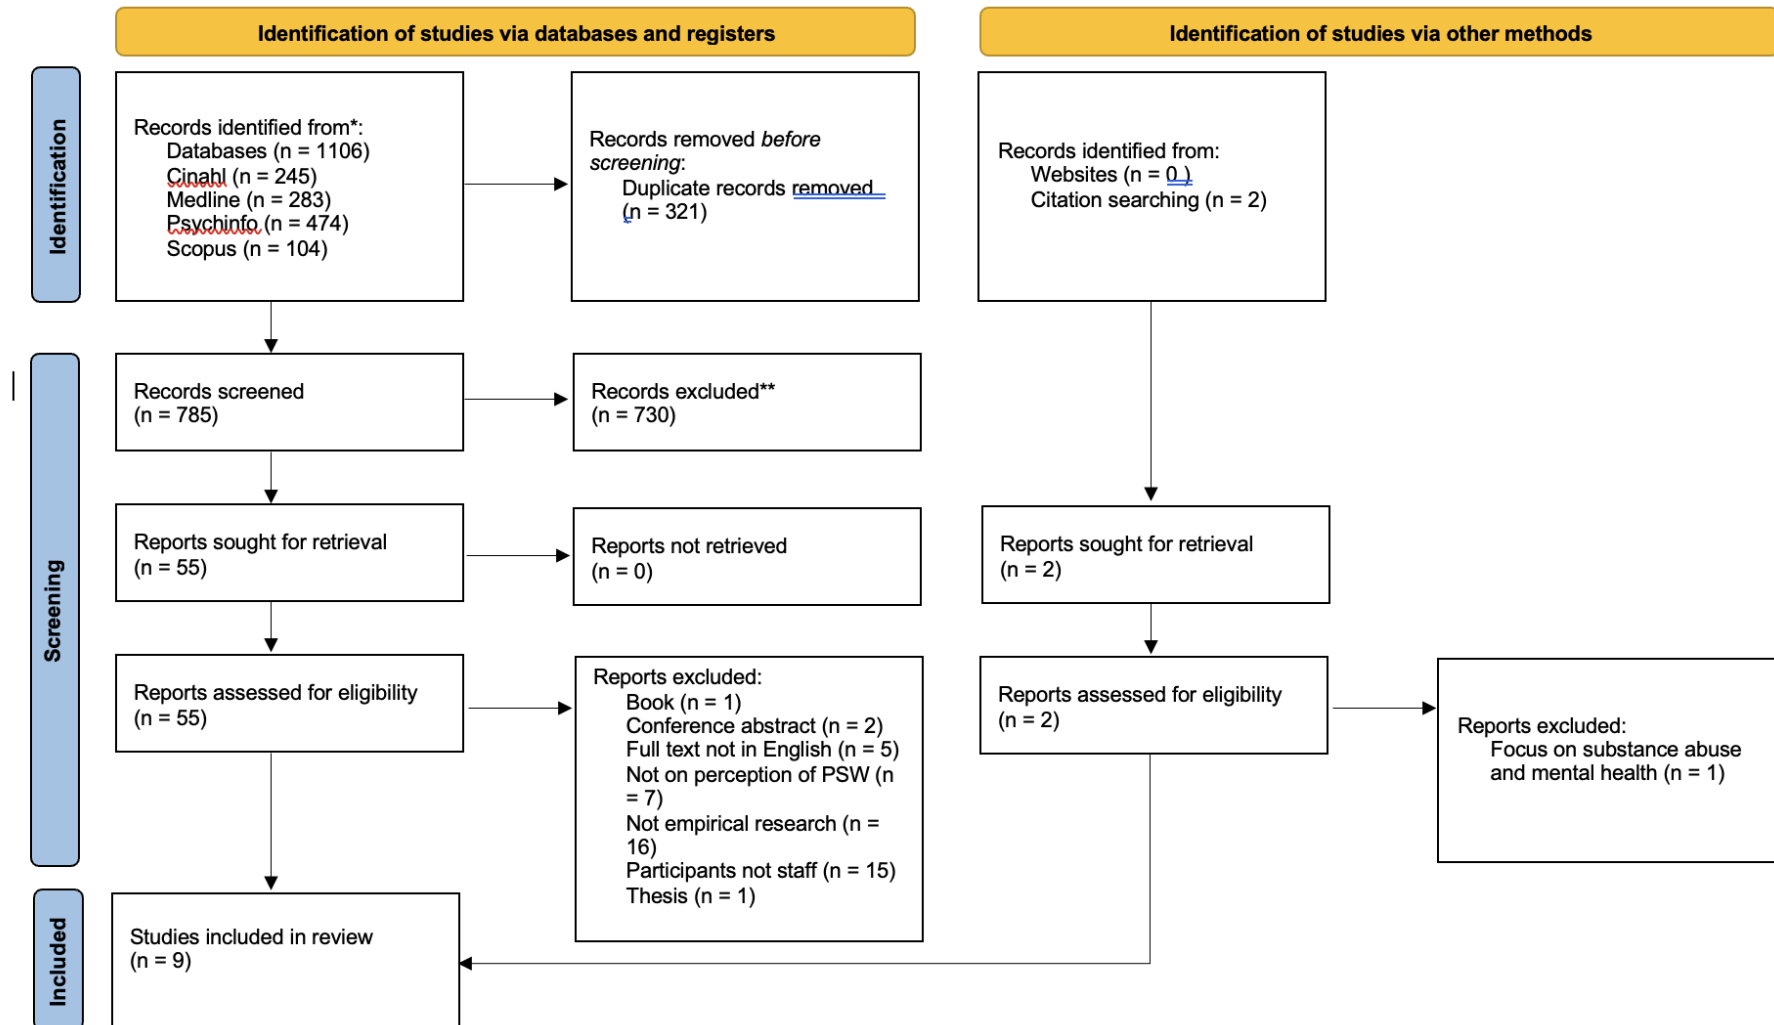 Identification of studies via databases and registers
Identification of studies via other methods
Identification
Records identified from*:
Databases (n = 1106)
Cinahl (n = 245)
Medline (n = 283)
Psychinfo (n = 474)
Scopus (n = 104)
Records removed before
screening:
Duplicate records removed
(n = 321)
Records identified from:
Websites (n = 0 )
Citation searching (n = 2)
Screening
Records screened
(n = 785)
Records excluded**
(n = 730)
Reports sought for retrieval
(n = 55)
Reports not retrieved
(n = 0)
Reports sought for retrieval
(n = 2)
Reports assessed for eligibility
(n = 55)
Reports excluded:
Book (n = 1)
Conference abstract (n = 2)
Full text not in English (n = 5)
Not on perception of PSW (n
= 7)
Not empirical research (n =
16)
Participants not staff (n = 15)
Thesis (n = 1)
Reports assessed for eligibility
(n = 2)
Reports excluded:
Focus on substance abuse
and mental health (n = 1)
Included
Studies included in review
(n = 9)